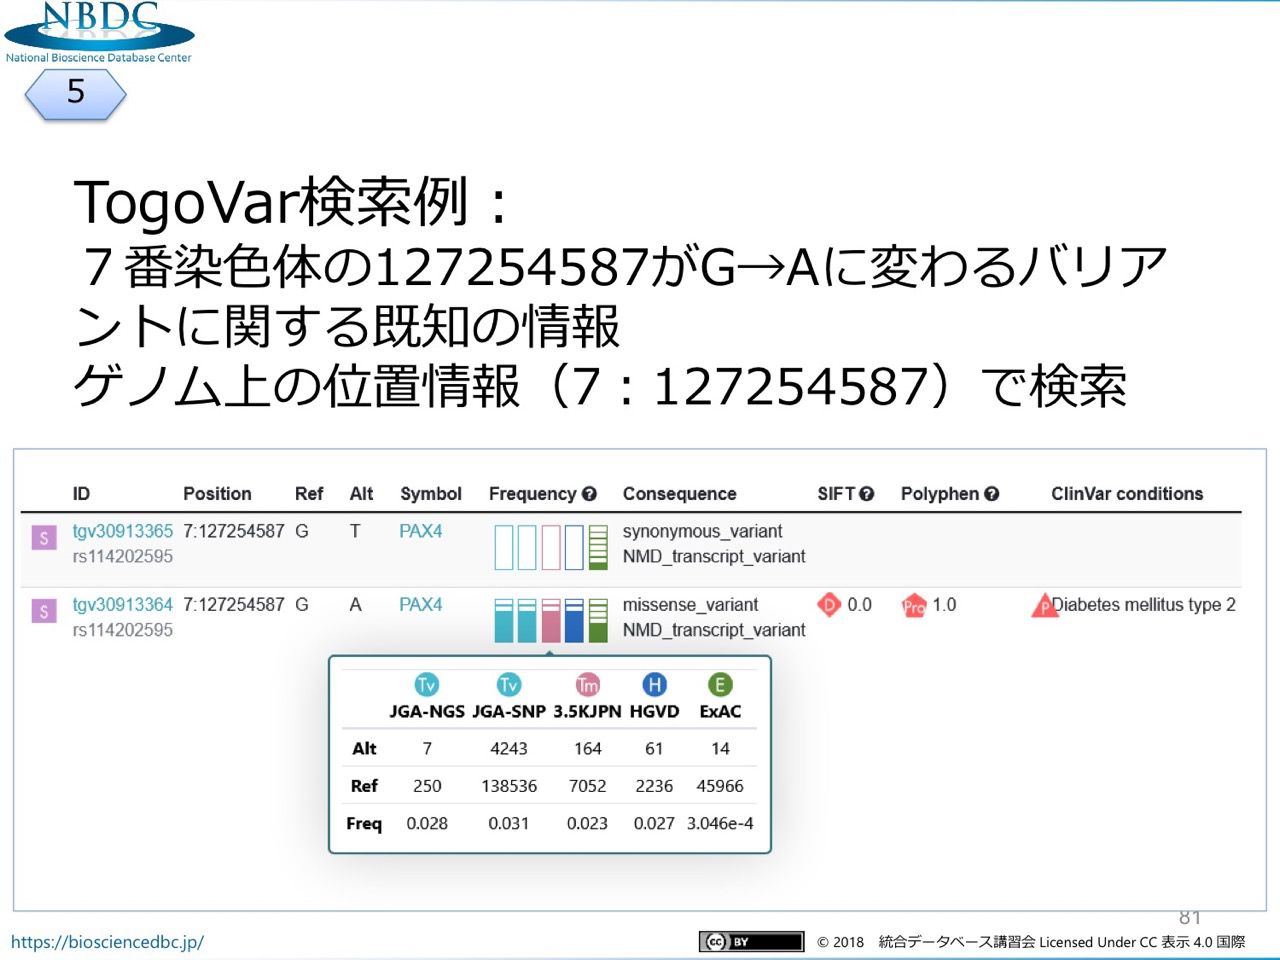 NBDC
National Bioscience Database Center
5
TogoVar検索例：
７番染色体の127254587がG→Aに変わるバリア
ントに関する既知の情報
ゲノム上の位置情報（7：127254587）で検索
ID Position Ref Alt Symbol Frequency ? Consequence SIFT ? Polyphen ? ClinVar conditions
S tgv30913365 7:127254587 G T PAX4 synonymous_variant
rs114202595 NMD_transcript_variant
S tgv30913364 7:127254587 G A PAX4 missense_variant D 0.0 Pro 1.0 P Diabetes mellitus type 2
rs114202595 NMD_transcript_variant
Tv Tv Tm H E
JGA-NGS JGA-SNP 3.5KJPN HGVD ExAC
Alt 7 4243 164 61 14
Ref 250 138536 7052 2236 45966
Freq 0.028 0.031 0.023 0.027 3.046e-4
81
https://biosciencedbc.jp/
cc BY © 2018 統合データベース講習会 Licensed Under CC 表示 4.0 国際